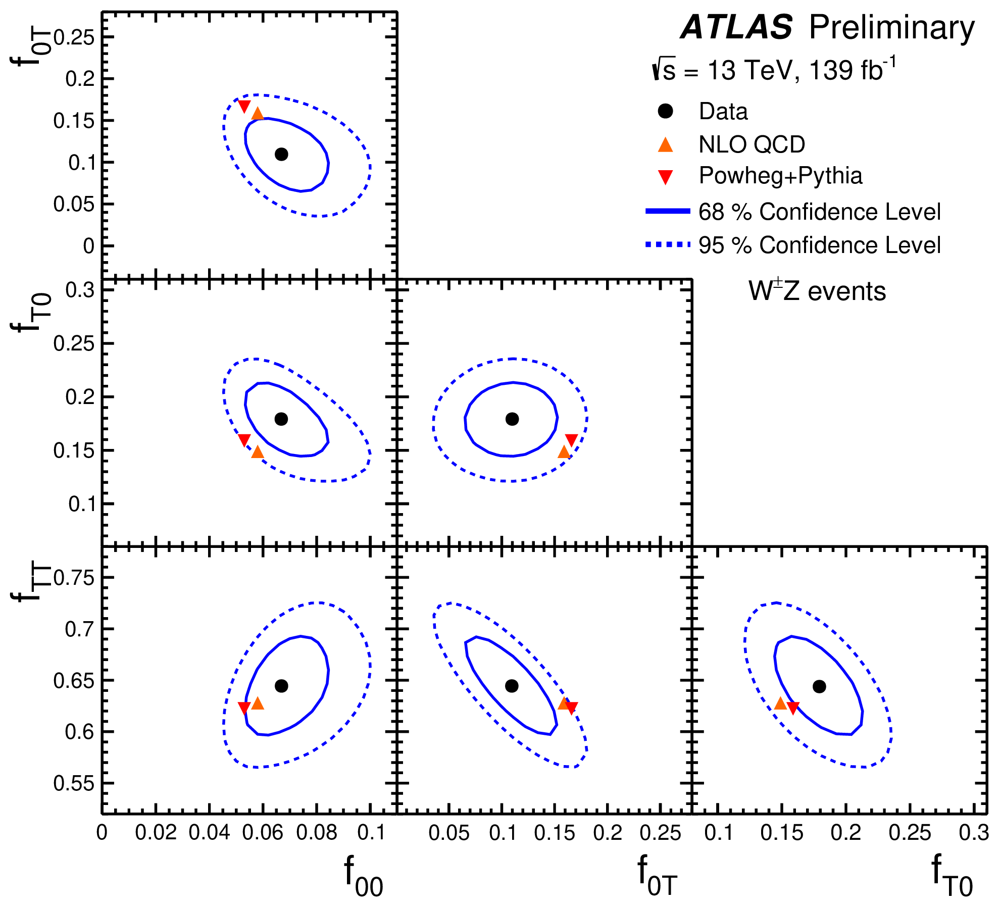 ATLAS Preliminary
√s = 13 TeV, 139 fb⁻¹
Data
NLO QCD
Powheg+Pythia
68 % Confidence Level
95 % Confidence Level
W±Z events
f0T
0.25
0.2
0.15
0.1
0.05
0
fT0
0.3
0.25
0.2
0.15
0.1
fTT
0.75
0.7
0.65
0.6
0.55
0 0.02 0.04 0.06 0.08 0.1 0.05 0.1 0.15 0.2 0.25 0.1 0.15 0.2 0.25 0.3
f00 f0T fT0